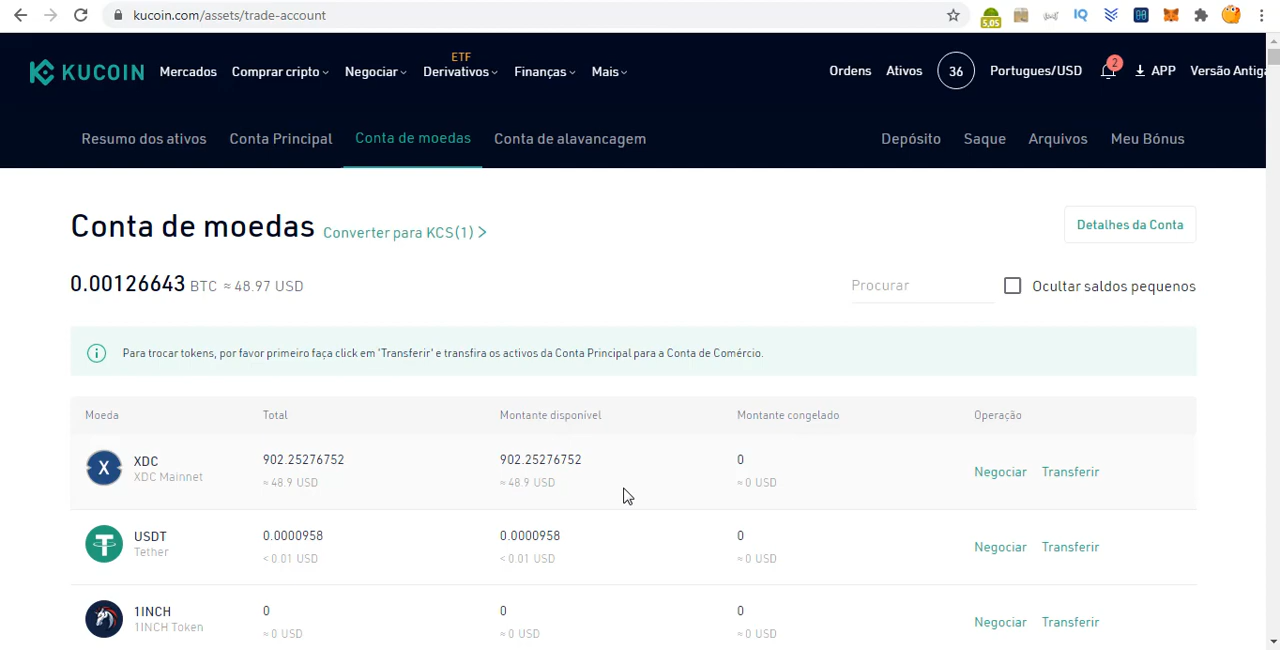 kucoin.com/assets/trade-account
5,05
IQ
KUCOIN Mercados Comprar cripto Negociar ETF Derivativos Finanças Mais Ordens Ativos 36 Portugues/USD 2 APP Versão Antiga
Resumo dos ativos Conta Principal Conta de moedas Conta de alavancagem Depósito Saque Arquivos Meu Bónus
Conta de moedas Converter para KCS(1) > Detalhes da Conta
0.00126643 BTC ≈ 48.97 USD Procurar Ocultar saldos pequenos
Para trocar tokens, por favor primeiro faça click em 'Transferir' e transfira os activos da Conta Principal para a Conta de Comércio.
Moeda Total Montante disponível Montante congelado Operação
XDC 902.25276752 902.25276752 0 Negociar Transferir
XDC Mainnet ≈ 48.9 USD ≈ 48.9 USD ≈ 0 USD
USDT 0.0000958 0.0000958 0 Negociar Transferir
Tether < 0.01 USD < 0.01 USD ≈ 0 USD
1INCH 0 0 0 Negociar Transferir
1INCH Token ≈ 0 USD ≈ 0 USD ≈ 0 USD